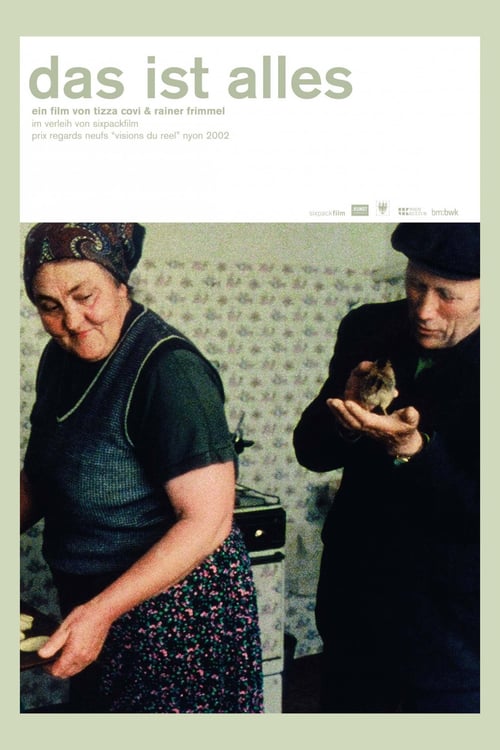 das ist alles
ein film von tizza covi & rainer frimmel
im verleih von sixpackfilm
prix regards neufs "visions du reel" nyon 2002
sixpackfilm
bm:bwk